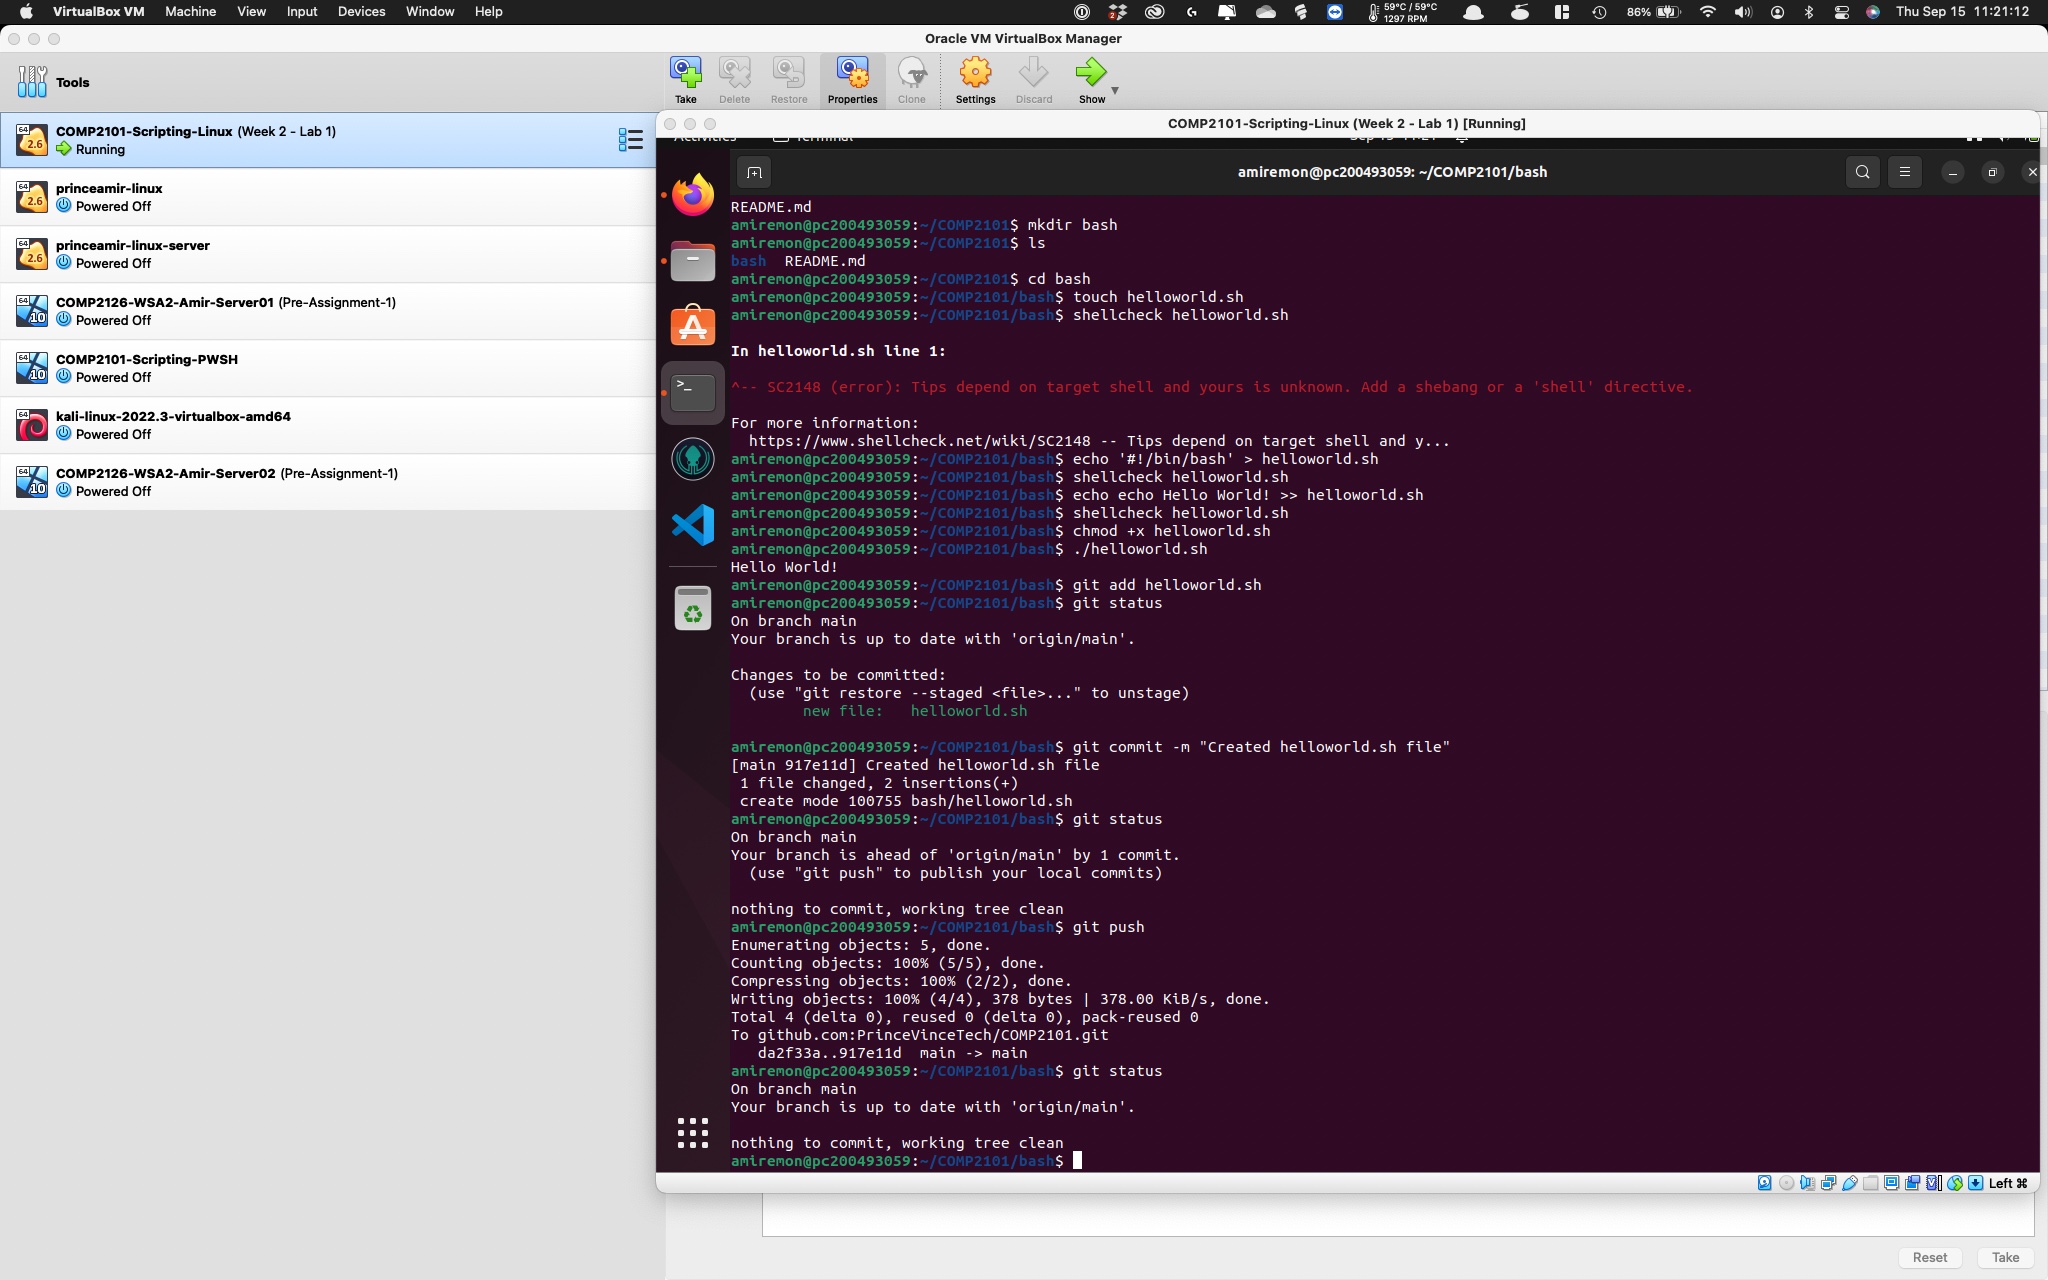 VirtualBox VM Machine View Input Devices Window Help
59°C / 59°C
1297 RPM
86%
Thu Sep 15 11:21:12
Oracle VM VirtualBox Manager
Tools
Take
Delete
Restore
Properties
Clone
Settings
Discard
Show
COMP2101-Scripting-Linux (Week 2 - Lab 1)
Running
princeamir-linux
Powered Off
princeamir-linux-server
Powered Off
COMP2126-WSA2-Amir-Server01 (Pre-Assignment-1)
Powered Off
COMP2101-Scripting-PWSH
Powered Off
kali-linux-2022.3-virtualbox-amd64
Powered Off
COMP2126-WSA2-Amir-Server02 (Pre-Assignment-1)
Powered Off
COMP2101-Scripting-Linux (Week 2 - Lab 1) [Running]
Activities Terminal
amiremon@pc200493059: ~/COMP2101/bash
README.md
amiremon@pc200493059:~/COMP2101$ mkdir bash
amiremon@pc200493059:~/COMP2101$ ls
bash  README.md
amiremon@pc200493059:~/COMP2101$ cd bash
amiremon@pc200493059:~/COMP2101/bash$ touch helloworld.sh
amiremon@pc200493059:~/COMP2101/bash$ shellcheck helloworld.sh
In helloworld.sh line 1:
^-- SC2148 (error): Tips depend on target shell and yours is unknown. Add a shebang or a 'shell' directive.
For more information:
  https://www.shellcheck.net/wiki/SC2148 -- Tips depend on target shell and y...
amiremon@pc200493059:~/COMP2101/bash$ echo '#!/bin/bash' > helloworld.sh
amiremon@pc200493059:~/COMP2101/bash$ shellcheck helloworld.sh
amiremon@pc200493059:~/COMP2101/bash$ echo echo Hello World! >> helloworld.sh
amiremon@pc200493059:~/COMP2101/bash$ shellcheck helloworld.sh
amiremon@pc200493059:~/COMP2101/bash$ chmod +x helloworld.sh
amiremon@pc200493059:~/COMP2101/bash$ ./helloworld.sh
Hello World!
amiremon@pc200493059:~/COMP2101/bash$ git add helloworld.sh
amiremon@pc200493059:~/COMP2101/bash$ git status
On branch main
Your branch is up to date with 'origin/main'.
Changes to be committed:
  (use "git restore --staged <file>..." to unstage)
        new file:   helloworld.sh
amiremon@pc200493059:~/COMP2101/bash$ git commit -m "Created helloworld.sh file"
[main 917e11d] Created helloworld.sh file
 1 file changed, 2 insertions(+)
 create mode 100755 bash/helloworld.sh
amiremon@pc200493059:~/COMP2101/bash$ git status
On branch main
Your branch is ahead of 'origin/main' by 1 commit.
  (use "git push" to publish your local commits)
nothing to commit, working tree clean
amiremon@pc200493059:~/COMP2101/bash$ git push
Enumerating objects: 5, done.
Counting objects: 100% (5/5), done.
Compressing objects: 100% (2/2), done.
Writing objects: 100% (4/4), 378 bytes | 378.00 KiB/s, done.
Total 4 (delta 0), reused 0 (delta 0), pack-reused 0
To github.com:PrinceVinceTech/COMP2101.git
   da2f33a..917e11d  main -> main
amiremon@pc200493059:~/COMP2101/bash$ git status
On branch main
Your branch is up to date with 'origin/main'.
nothing to commit, working tree clean
amiremon@pc200493059:~/COMP2101/bash$
Left ⌘
Reset
Take